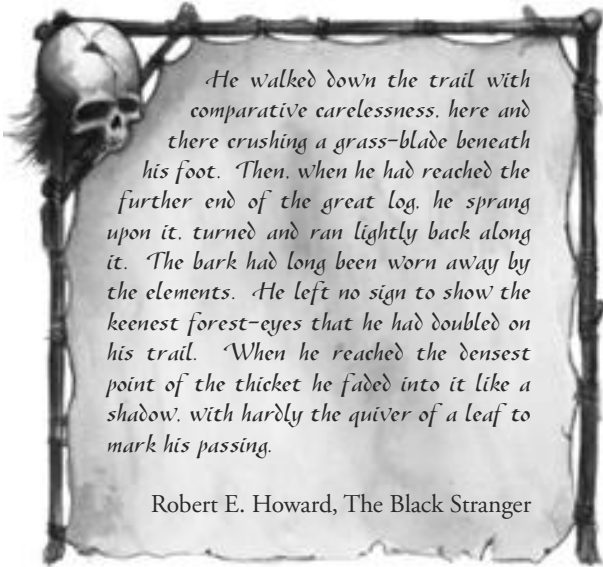 He walked down the trail with
comparative carelessness, here and
there crushing a grass-blade beneath
his foot. Then, when he had reached the
further end of the great log, he sprang
upon it, turned and ran lightly back along
it. The bark had long been worn away by
the elements. He left no sign to show the
keenest forest-eyes that he had doubled on
his trail. When he reached the densest
point of the thicket he faded into it like a
shadow, with hardly the quiver of a leaf to
mark his passing.
Robert E. Howard, The Black Stranger